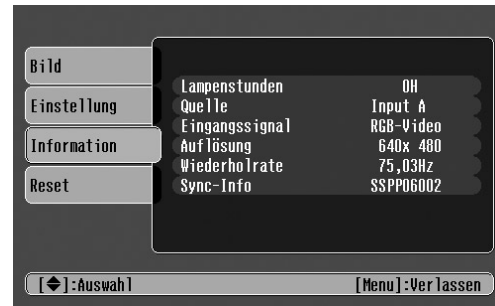 Bild
Einstellung
Information
Reset
Lampenstunden 0H
Quelle Input A
Eingangssignal RGB-Video
Auflösung 640x 480
Wiederholrate 75,03Hz
Sync-Info SSPP06002
[◆]:Auswahl [Menu]:Verlassen